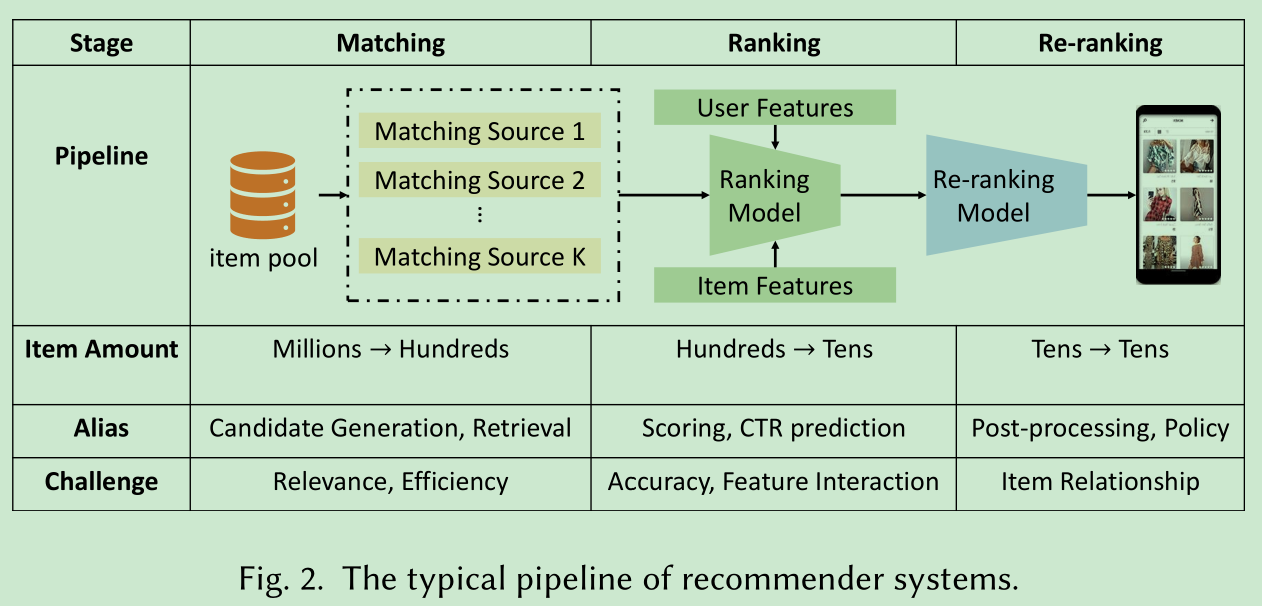 Stage Matching Ranking Re-ranking
Pipeline
item pool
Matching Source 1
Matching Source 2
⋮
Matching Source K
User Features
Ranking
Model
Item Features
Re-ranking
Model
Item Amount Millions → Hundreds Hundreds → Tens Tens → Tens
Alias Candidate Generation, Retrieval Scoring, CTR prediction Post-processing, Policy
Challenge Relevance, Efficiency Accuracy, Feature Interaction Item Relationship
Fig. 2. The typical pipeline of recommender systems.